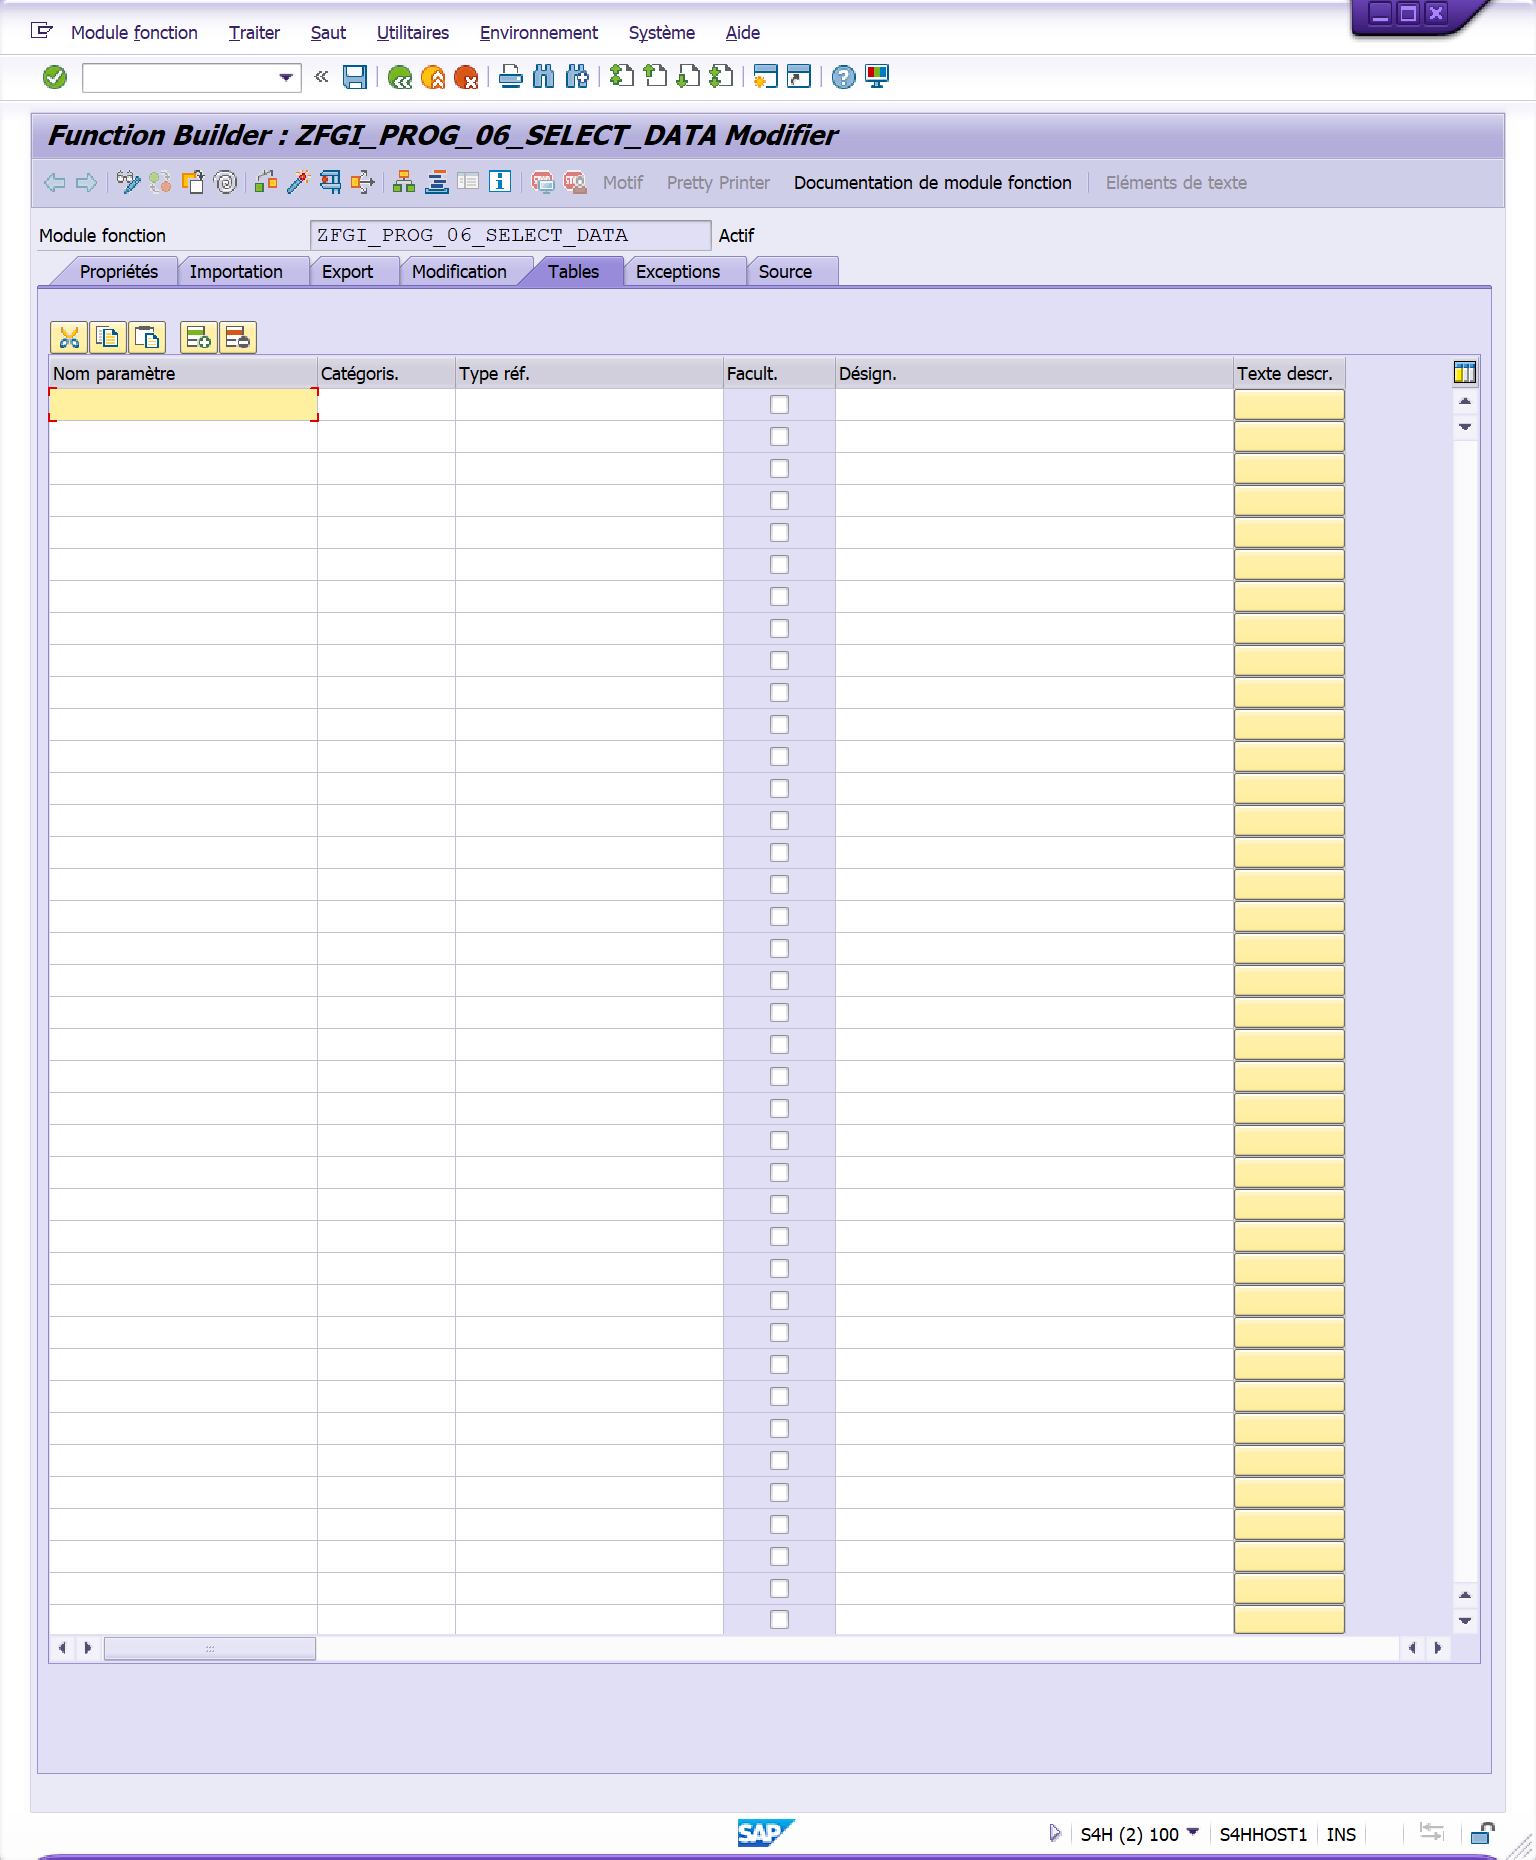 Module fonction Traiter Saut Utilitaires Environnement Système Aide
Function Builder : ZFGI_PROG_06_SELECT_DATA Modifier
Motif Pretty Printer Documentation de module fonction Eléments de texte
Module fonction ZFGI_PROG_06_SELECT_DATA Actif
Propriétés Importation Export Modification Tables Exceptions Source
Nom paramètre Catégoris. Type réf. Facult. Désign. Texte descr.
SAP S4H (2) 100 S4HHOST1 INS